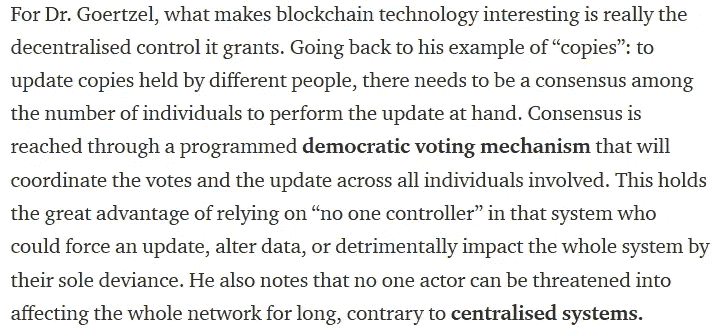 For Dr. Goertzel, what makes blockchain technology interesting is really the
decentralised control it grants. Going back to his example of “copies”: to
update copies held by different people, there needs to be a consensus among
the number of individuals to perform the update at hand. Consensus is
reached through a programmed democratic voting mechanism that will
coordinate the votes and the update across all individuals involved. This holds
the great advantage of relying on “no one controller” in that system who
could force an update, alter data, or detrimentally impact the whole system by
their sole deviance. He also notes that no one actor can be threatened into
affecting the whole network for long, contrary to centralised systems.